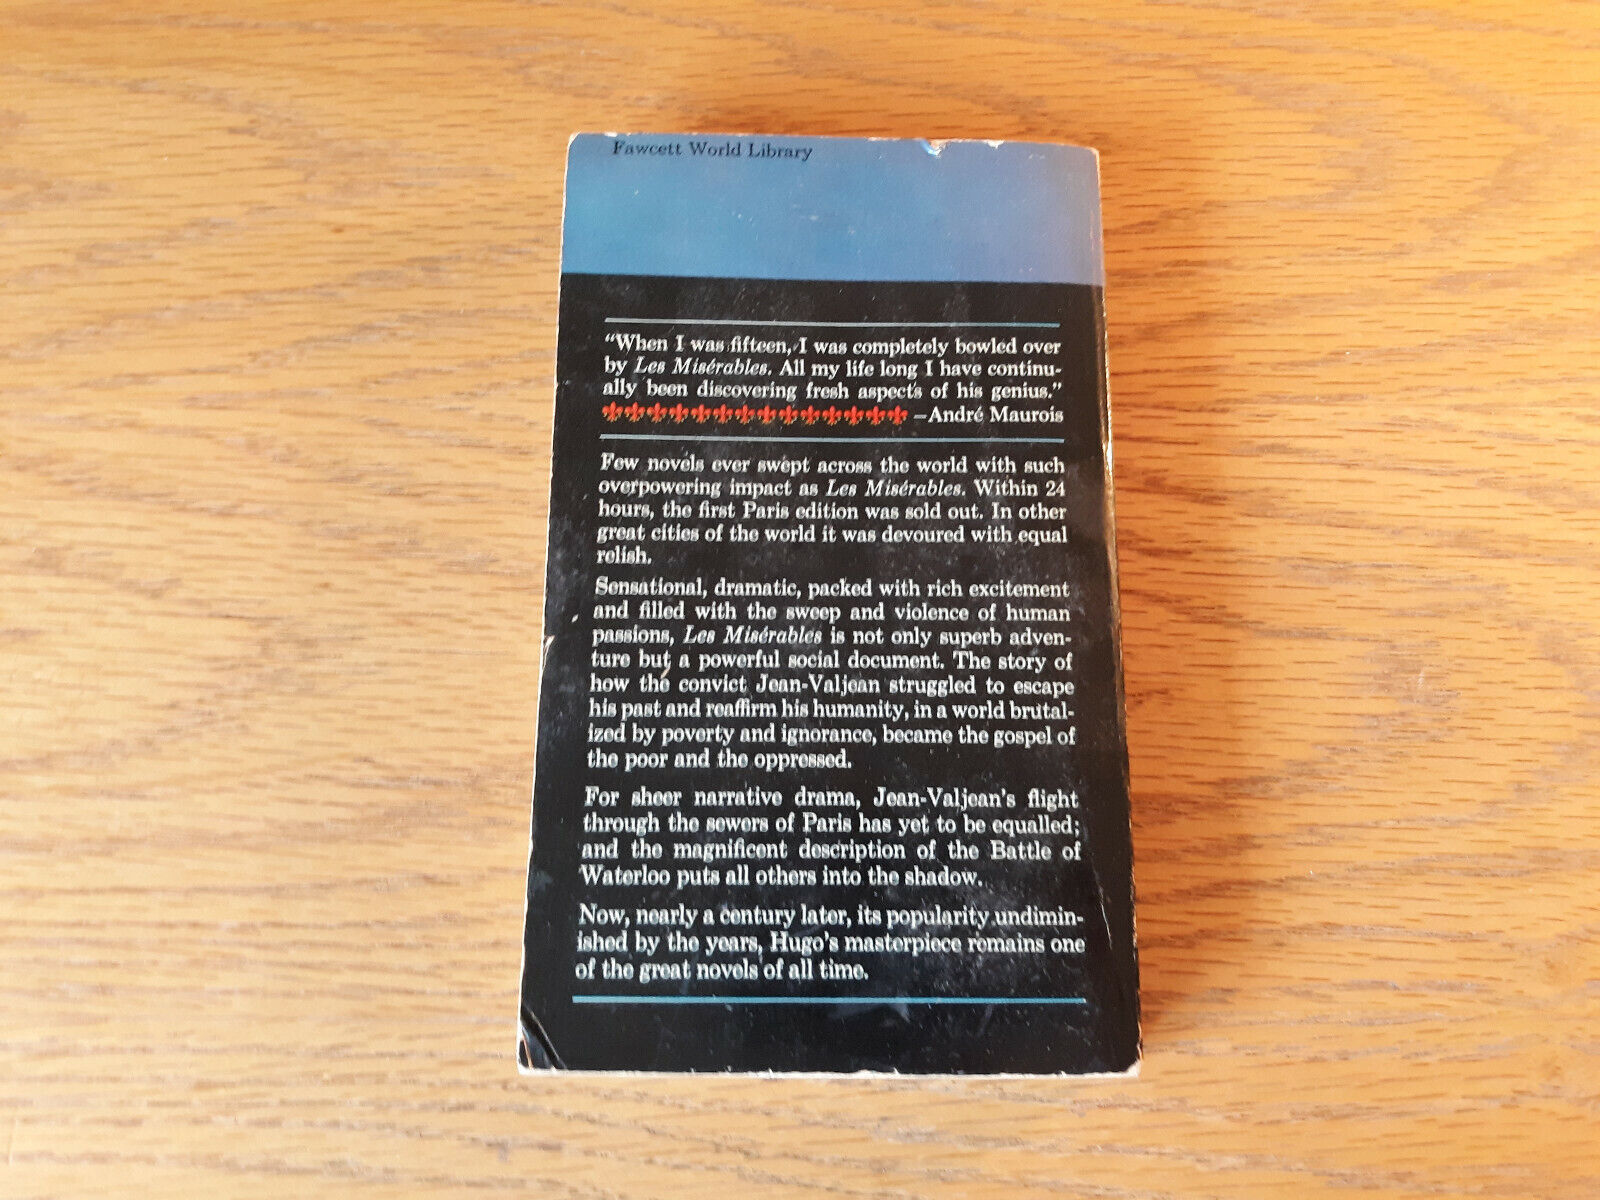 Fawcett World Library
“When I was fifteen, I was completely bowled over
by Les Misérables. All my life long I have continu-
ally been discovering fresh aspects of his genius.”
—André Maurois
Few novels ever swept across the world with such
overpowering impact as Les Misérables. Within 24
hours, the first Paris edition was sold out. In other
great cities of the world it was devoured with equal
relish.
Sensational, dramatic, packed with rich excitement
and filled with the sweep and violence of human
passions, Les Misérables is not only superb adven-
ture but a powerful social document. The story of
how the convict Jean-Valjean struggled to escape
his past and reaffirm his humanity, in a world brutal-
ized by poverty and ignorance, became the gospel of
the poor and the oppressed.
For sheer narrative drama, Jean-Valjean’s flight
through the sewers of Paris has yet to be equalled;
and the magnificent description of the Battle of
Waterloo puts all others into the shadow.
Now, nearly a century later, its popularity undimin-
ished by the years, Hugo’s masterpiece remains one
of the great novels of all time.